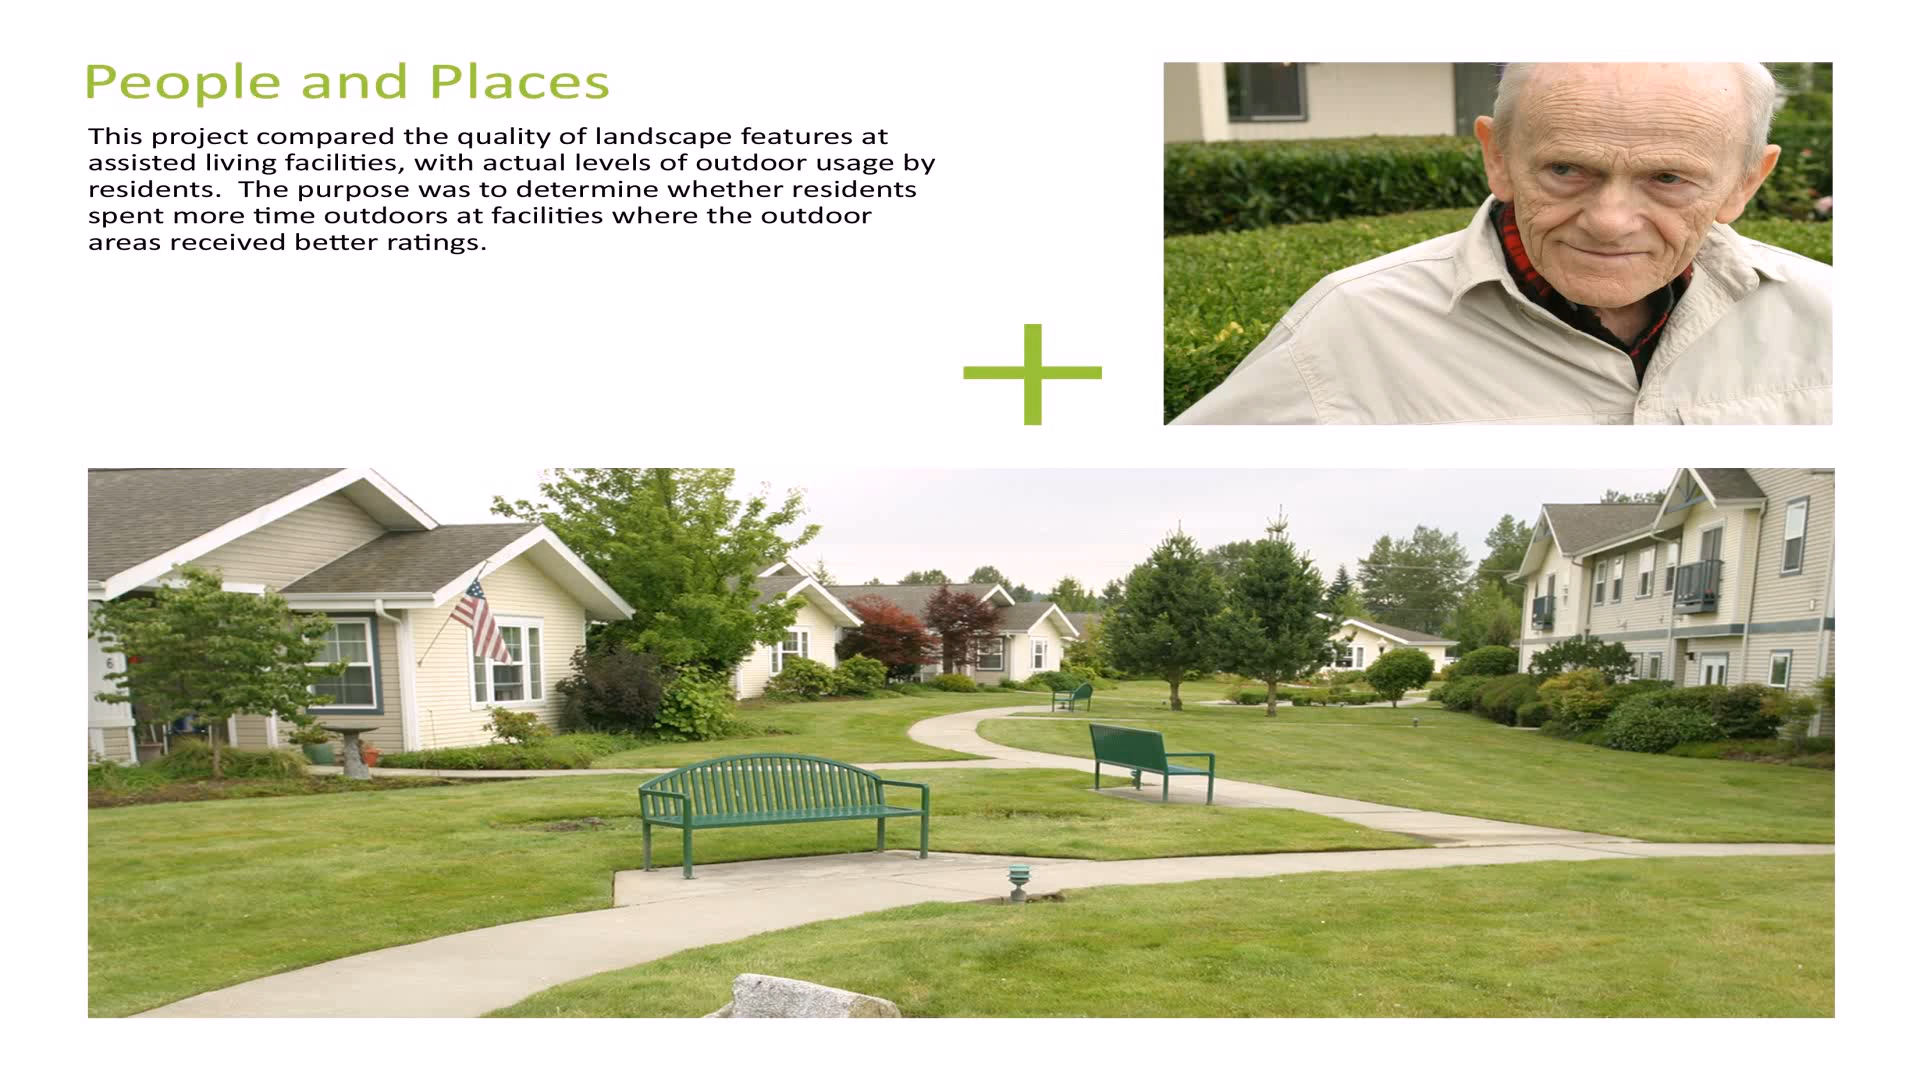 People and Places
This project compared the quality of landscape features at
assisted living facilities, with actual levels of outdoor usage by
residents.  The purpose was to determine whether residents
spent more time outdoors at facilities where the outdoor
areas received better ratings.
6